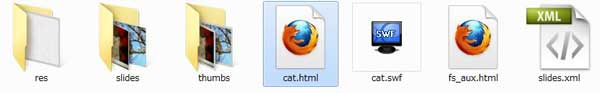 SWF
XML
res
slides
thumbs
cat.html
cat.swf
fs_aux.html
slides.xml